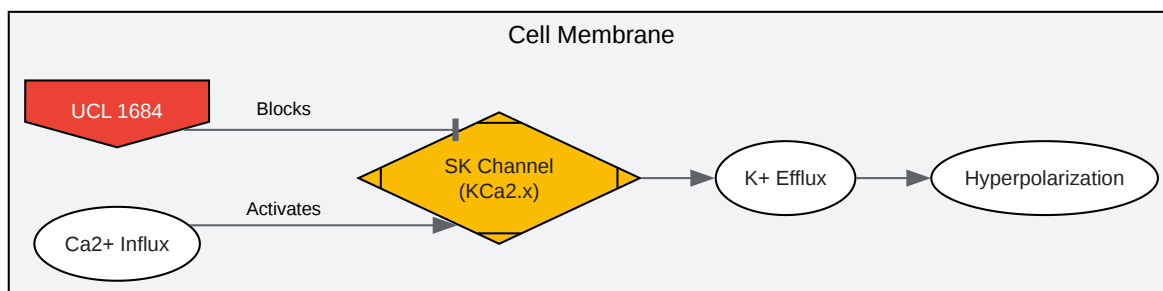 Cell Membrane
UCL 1684
Blocks
SK Channel
(KCa2.x)
K+ Efflux
Hyperpolarization
Activates
Ca2+ Influx